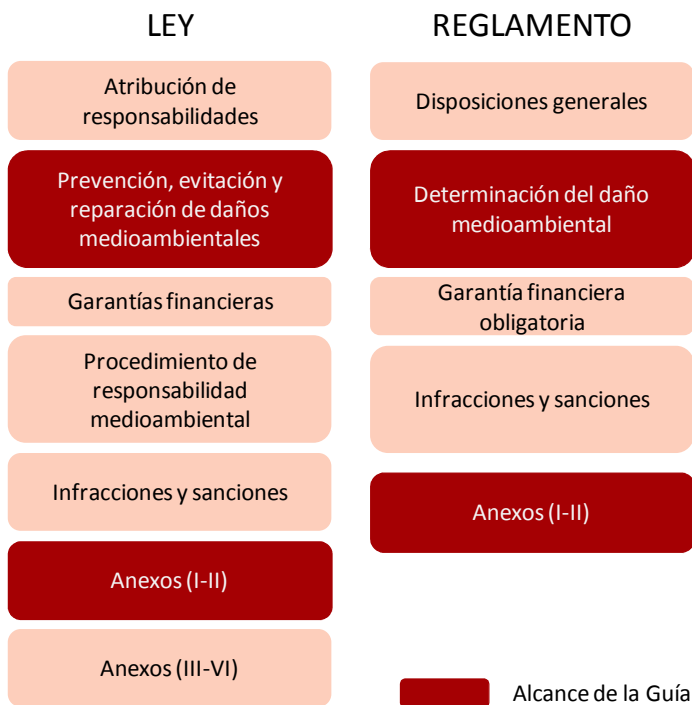 LEY
Atribución de
responsabilidades
Prevención, evitación y
reparación de daños
medioambientales
Garantías financieras
Procedimiento de
responsabilidad
medioambiental
Infracciones y sanciones
Anexos (I-II)
Anexos (III-VI)
REGLAMENTO
Disposiciones generales
Determinación del daño
medioambiental
Garantía financiera
obligatoria
Infracciones y sanciones
Anexos (I-II)
Alcance de la Guía